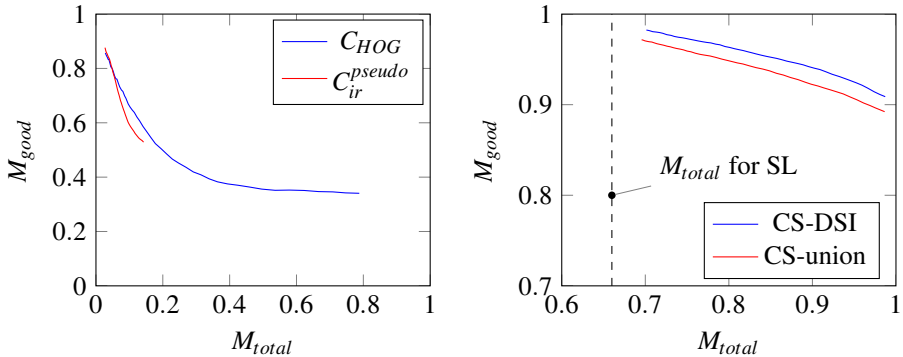 1
0.8
0.6
0.4
0.2
0
0 0.2 0.4 0.6 0.8 1
M_good
M_total
C_HOG
C_ir^pseudo
1
0.9
0.8
0.7
0.6 0.7 0.8 0.9 1
M_good
M_total
M_total for SL
CS-DSI
CS-union